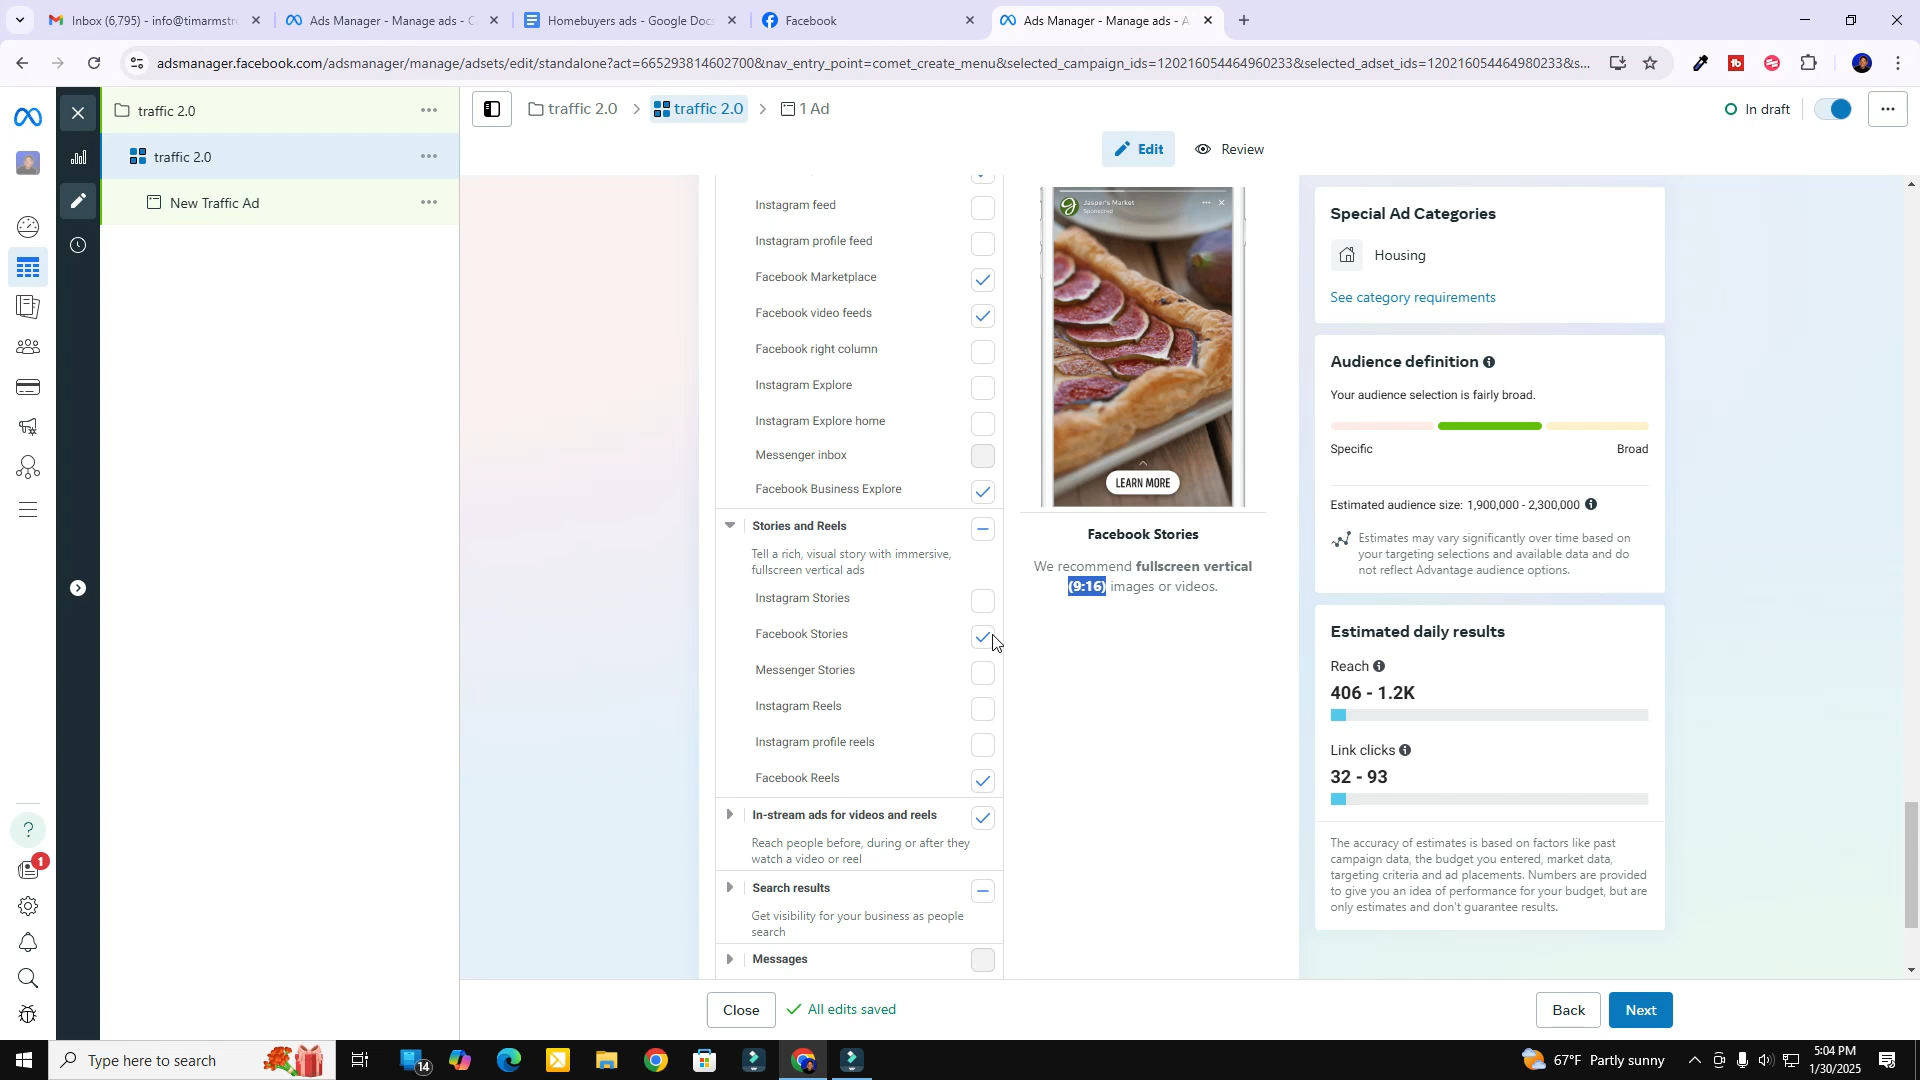 Inbox (6,795) - info@timarmstr
Ads Manager - Manage ads - C
Homebuyers ads - Google Doc
Facebook
Ads Manager - Manage ads - A
adsmanager.facebook.com/adsmanager/manage/adsets/edit/standalone?act=665293814602700&nav_entry_point=comet_create_menu&selected_campaign_ids=120216054464960233&selected_adset_ids=120216054464980233&s...
traffic 2.0
traffic 2.0
New Traffic Ad
traffic 2.0 > traffic 2.0 > 1 Ad
In draft
Edit
Review
Instagram feed
Instagram profile feed
Facebook Marketplace
Facebook video feeds
Facebook right column
Instagram Explore
Instagram Explore home
Messenger inbox
Facebook Business Explore
Stories and Reels
Tell a rich, visual story with immersive,
fullscreen vertical ads
Instagram Stories
Facebook Stories
Messenger Stories
Instagram Reels
Instagram profile reels
Facebook Reels
In-stream ads for videos and reels
Reach people before, during or after they
watch a video or reel
Search results
Get visibility for your business as people
search
Messages
Jasper's Market
Sponsored
LEARN MORE
Facebook Stories
We recommend fullscreen vertical
(9:16) images or videos.
Special Ad Categories
Housing
See category requirements
Audience definition
Your audience selection is fairly broad.
Specific
Broad
Estimated audience size: 1,900,000 - 2,300,000
Estimates may vary significantly over time based on
your targeting selections and available data and do
not reflect Advantage audience options.
Estimated daily results
Reach
406 - 1.2K
Link clicks
32 - 93
The accuracy of estimates is based on factors like past
campaign data, the budget you entered, market data,
targeting criteria and ad placements. Numbers are provided
to give you an idea of performance for your budget, but are
only estimates and don't guarantee results.
1
Close
All edits saved
Back
Next
Type here to search
14
67°F Partly sunny
5:04 PM
1/30/2025